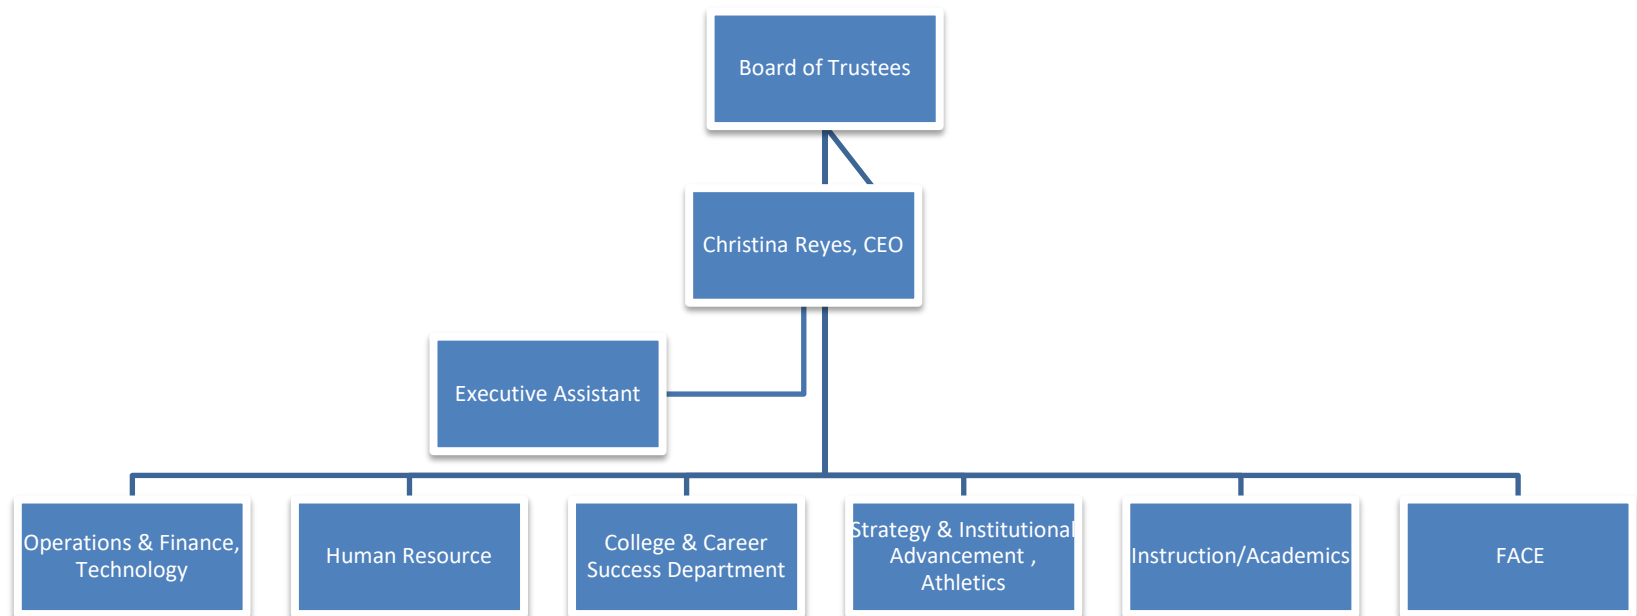 Board of Trustees
Christina Reyes, CEO
Executive Assistant
Operations & Finance,
Technology
Human Resource
College & Career
Success Department
Strategy & Institutional
Advancement ,
Athletics
Instruction/Academics
FACE